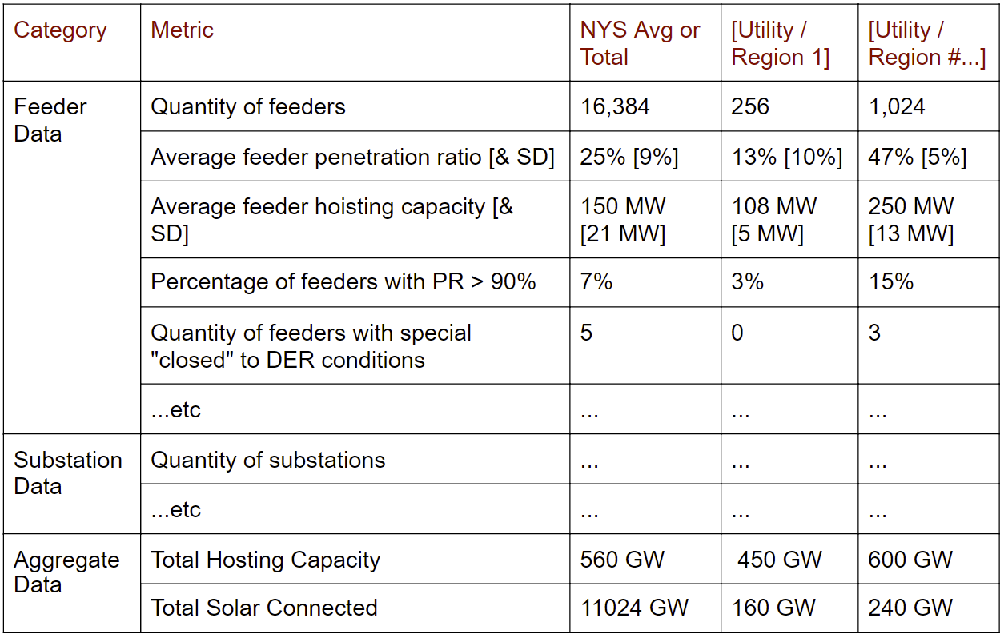 Category Metric NYS Avg or Total [Utility / Region 1] [Utility / Region #...]
Feeder Data Quantity of feeders 16,384 256 1,024
Average feeder penetration ratio [& SD] 25% [9%] 13% [10%] 47% [5%]
Average feeder hoisting capacity [& SD] 150 MW [21 MW] 108 MW [5 MW] 250 MW [13 MW]
Percentage of feeders with PR > 90% 7% 3% 15%
Quantity of feeders with special "closed" to DER conditions 5 0 3
...etc ... ... ...
Substation Data Quantity of substations ... ... ...
...etc ... ... ...
Aggregate Data Total Hosting Capacity 560 GW 450 GW 600 GW
Total Solar Connected 11024 GW 160 GW 240 GW